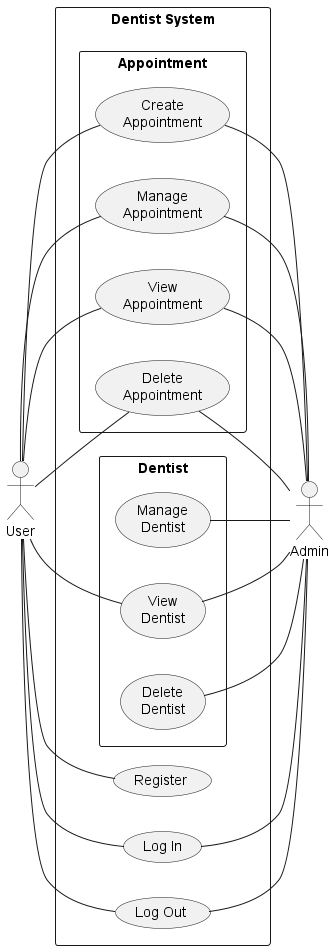 Dentist System
Appointment
Create
Appointment
Manage
Appointment
View
Appointment
Delete
Appointment
Dentist
Manage
Dentist
View
Dentist
Delete
Dentist
Register
Log In
Log Out
User
Admin